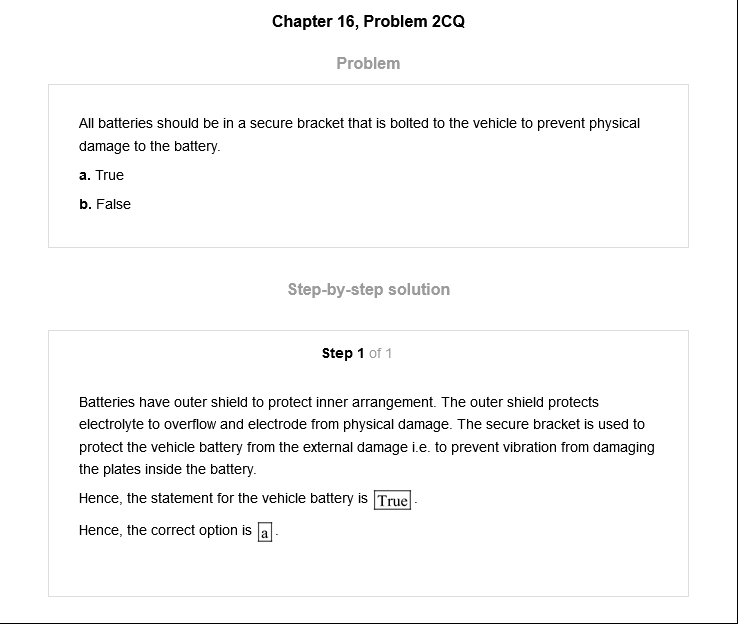 Chapter 16, Problem 2CQ
Problem
All batteries should be in a secure bracket that is bolted to the vehicle to prevent physical
damage to the battery.
a. True
b. False
Step-by-step solution
Step 1 of 1
Batteries have outer shield to protect inner arrangement. The outer shield protects
electrolyte to overflow and electrode from physical damage. The secure bracket is used to
protect the vehicle battery from the external damage i.e. to prevent vibration from damaging
the plates inside the battery.
Hence, the statement for the vehicle battery is True.
Hence, the correct option is a.